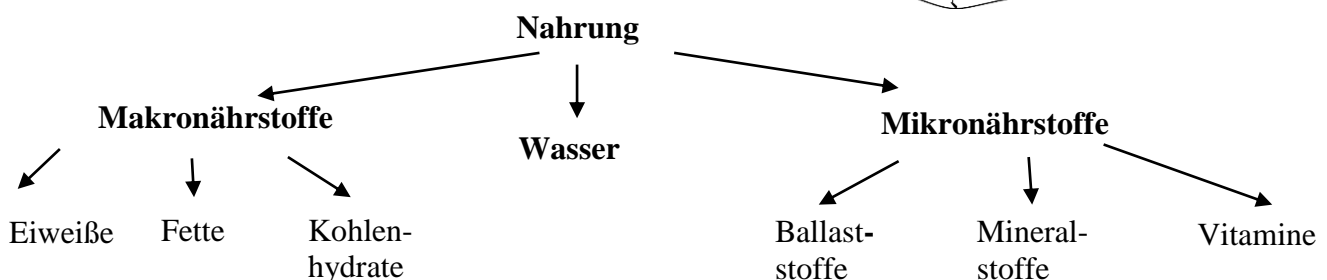 Nahrung
Makronährstoffe
Wasser
Mikronährstoffe
Eiweiße
Fette
Kohlen-
hydrate
Ballast-
stoffe
Mineral-
stoffe
Vitamine